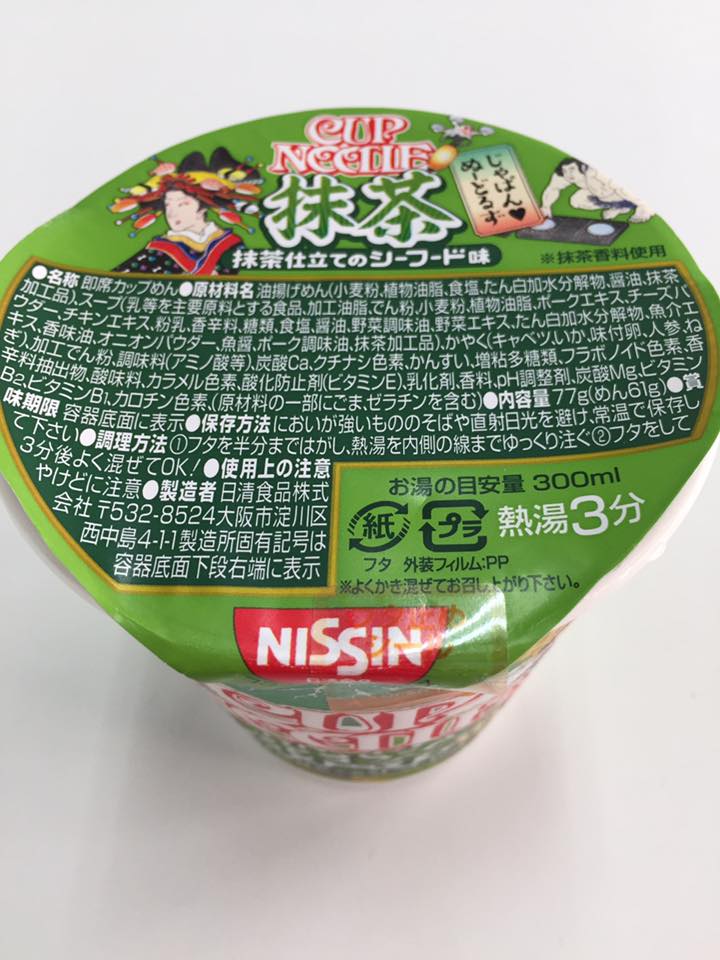 CUP
NOODLE
抹茶
抹茶仕立てのシーフード味
じゃぱん♥
ぬーどるず
※抹茶香料使用
●名称 即席カップめん●原材料名 油揚げめん(小麦粉、植物油脂、食塩、たん白加水分解物、醤油、抹茶
加工品)、スープ(乳等を主要原料とする食品、加工油脂、でん粉、小麦粉、植物油脂、ポークエキス、チーズパ
ウダー、チキンエキス、粉乳、香辛料、糖類、食塩、醤油、野菜調味油、野菜エキス、たん白加水分解物、魚介エ
キス、香味油、オニオンパウダー、魚醤、ポーク調味油、抹茶加工品)、かやく(キャベツ、いか、味付卵、人参、ね
ぎ)、加工でん粉、調味料(アミノ酸等)、炭酸Ca、クチナシ色素、かんすい、増粘多糖類、フラボノイド色素、香
辛料抽出物、酸味料、カラメル色素、酸化防止剤(ビタミンE)、乳化剤、香料、pH調整剤、炭酸Mg、ビタミン
B2、ビタミンB1、カロチン色素、(原材料の一部にごま、ゼラチンを含む)●内容量 77g(めん61g)●賞
味期限 容器底面に表示●保存方法 においが強いもののそばや直射日光を避け、常温で保存し
て下さい●調理方法 ①フタを半分まではがし、熱湯を内側の線までゆっくり注ぐ②フタをして
3分後よく混ぜてOK!●使用上の注意
やけどに注意●製造者 日清食品株式
会社 〒532-8524大阪市淀川区
西中島4-1-1 製造所固有記号は
容器底面下段右端に表示
お湯の目安量 300ml
紙
プラ
熱湯3分
フタ 外装フィルム:PP
※よくかき混ぜてお召し上がり下さい。
NISSIN